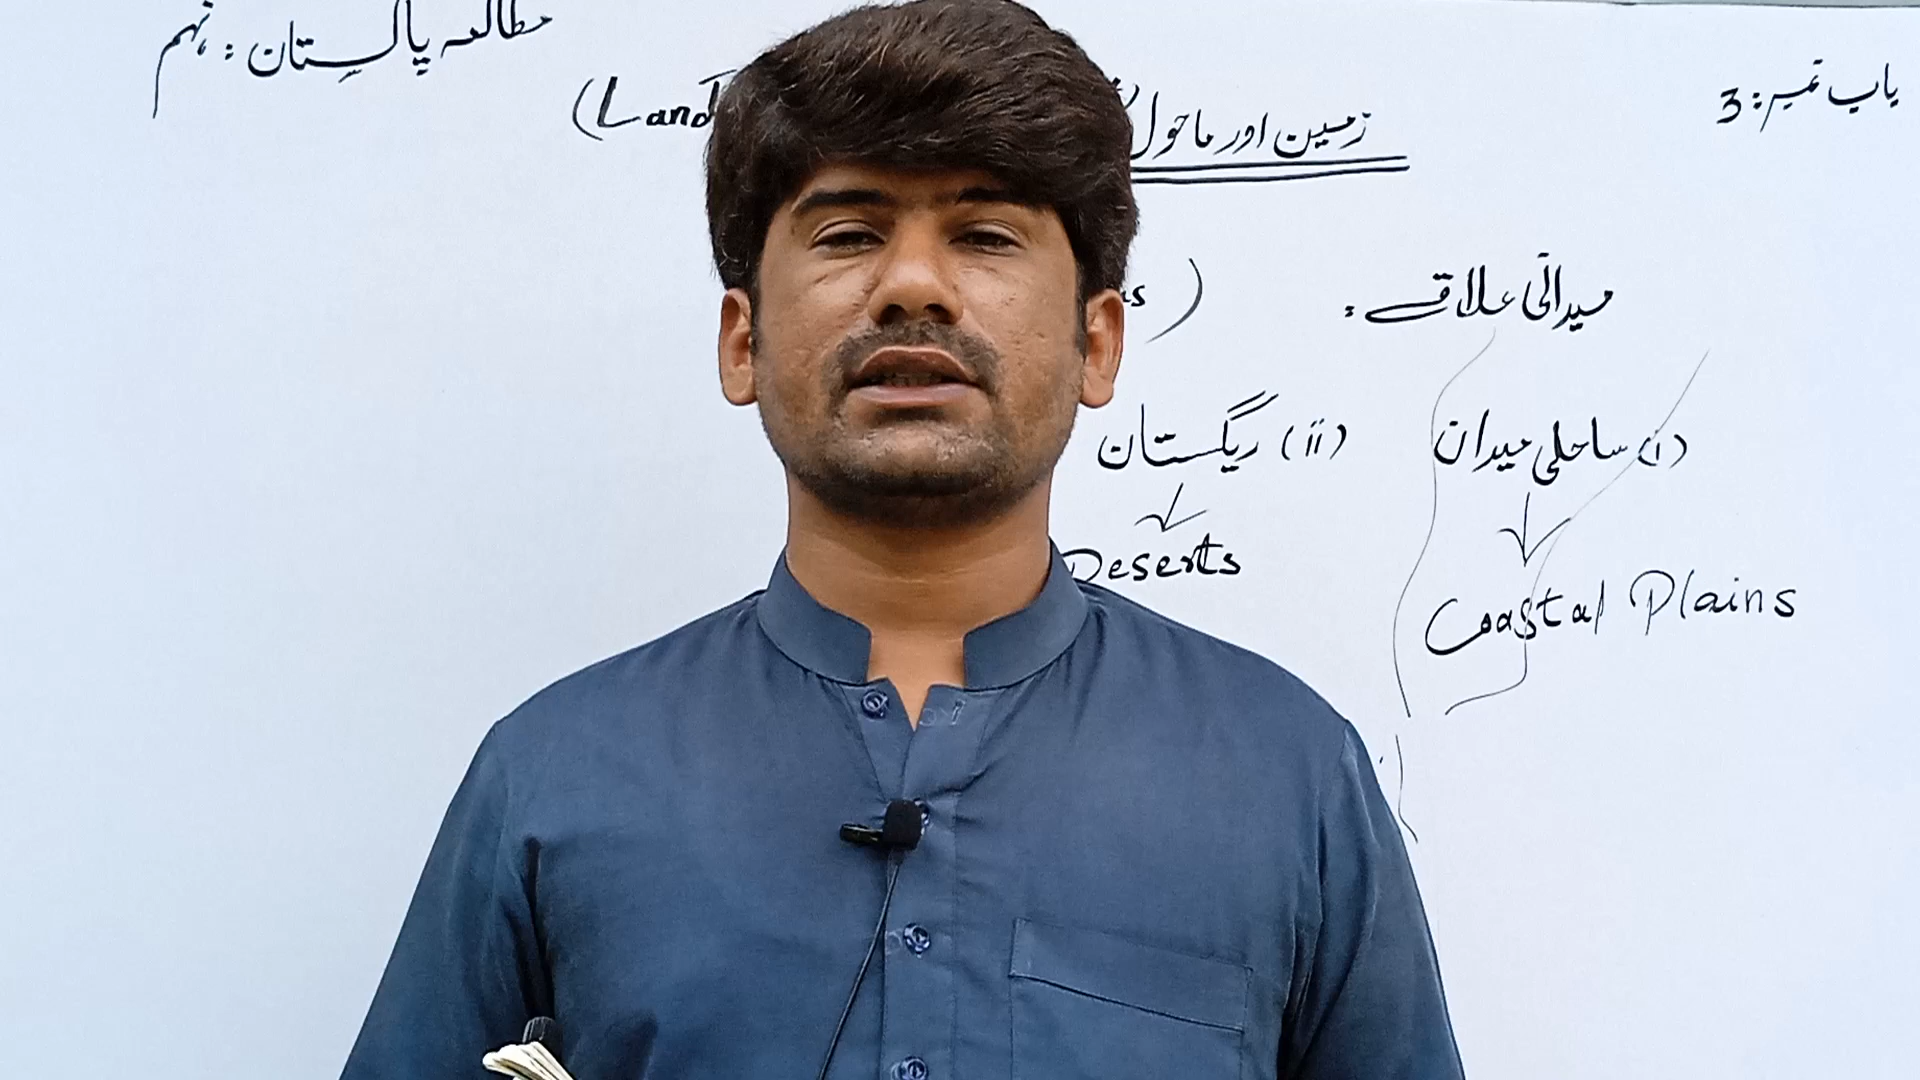 مطالعہ پاکستان : نہم
باب نمبر : 3
زمین اور ماحول (Land
میدانی علاقے :
(i) ساحلی میدان
(ii) ریگستان
Coastal Plains
Deserts